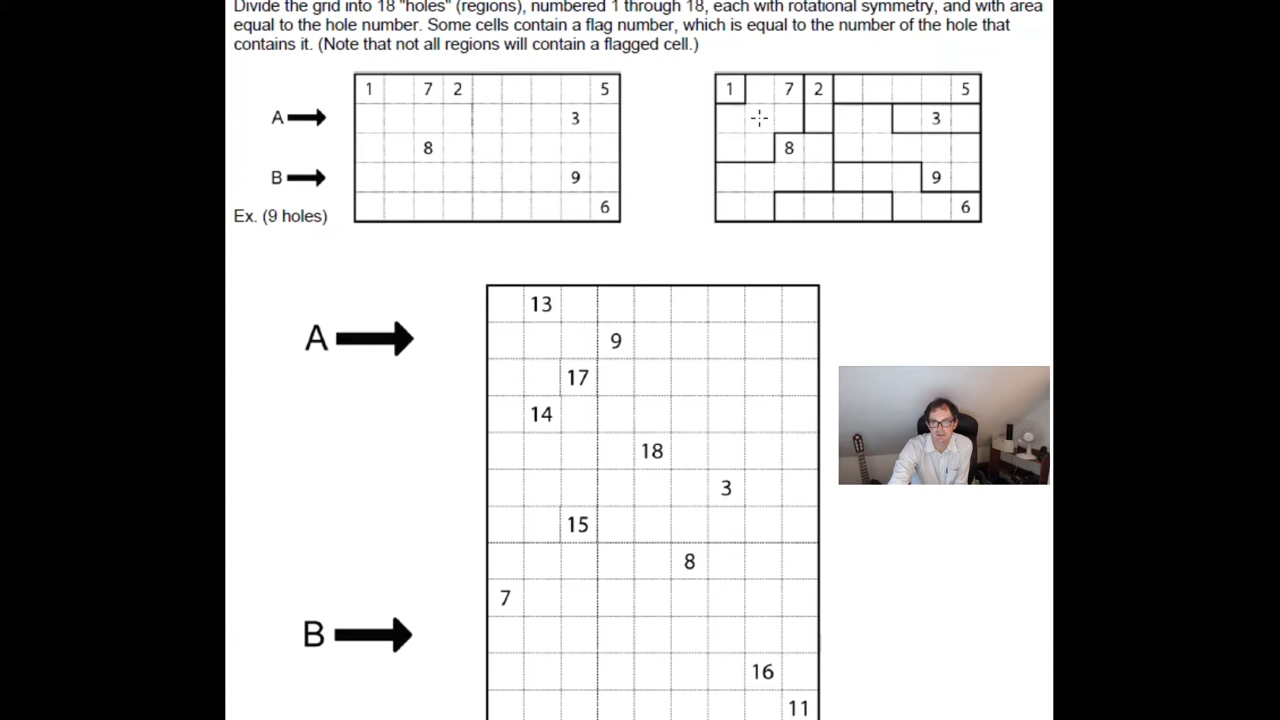 Divide the grid into 18 "holes" (regions), numbered 1 through 18, each with rotational symmetry, and with area
equal to the hole number. Some cells contain a flag number, which is equal to the number of the hole that
contains it. (Note that not all regions will contain a flagged cell.)
1 7 2 5
A 3
8
B 9
Ex. (9 holes) 6
1 7 2 5
3
8
9
6
13
A 9
17
14
18
3
15
8
7
B
16
11